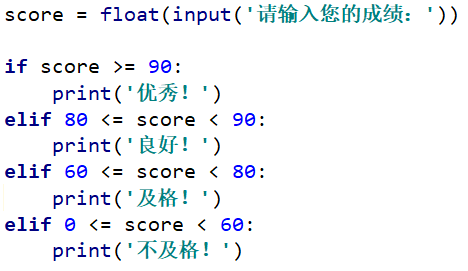 score = float(input('请输入您的成绩：'))
if score >= 90:
    print('优秀！')
elif 80 <= score < 90:
    print('良好！')
elif 60 <= score < 80:
    print('及格！')
elif 0 <= score < 60:
    print('不及格！')